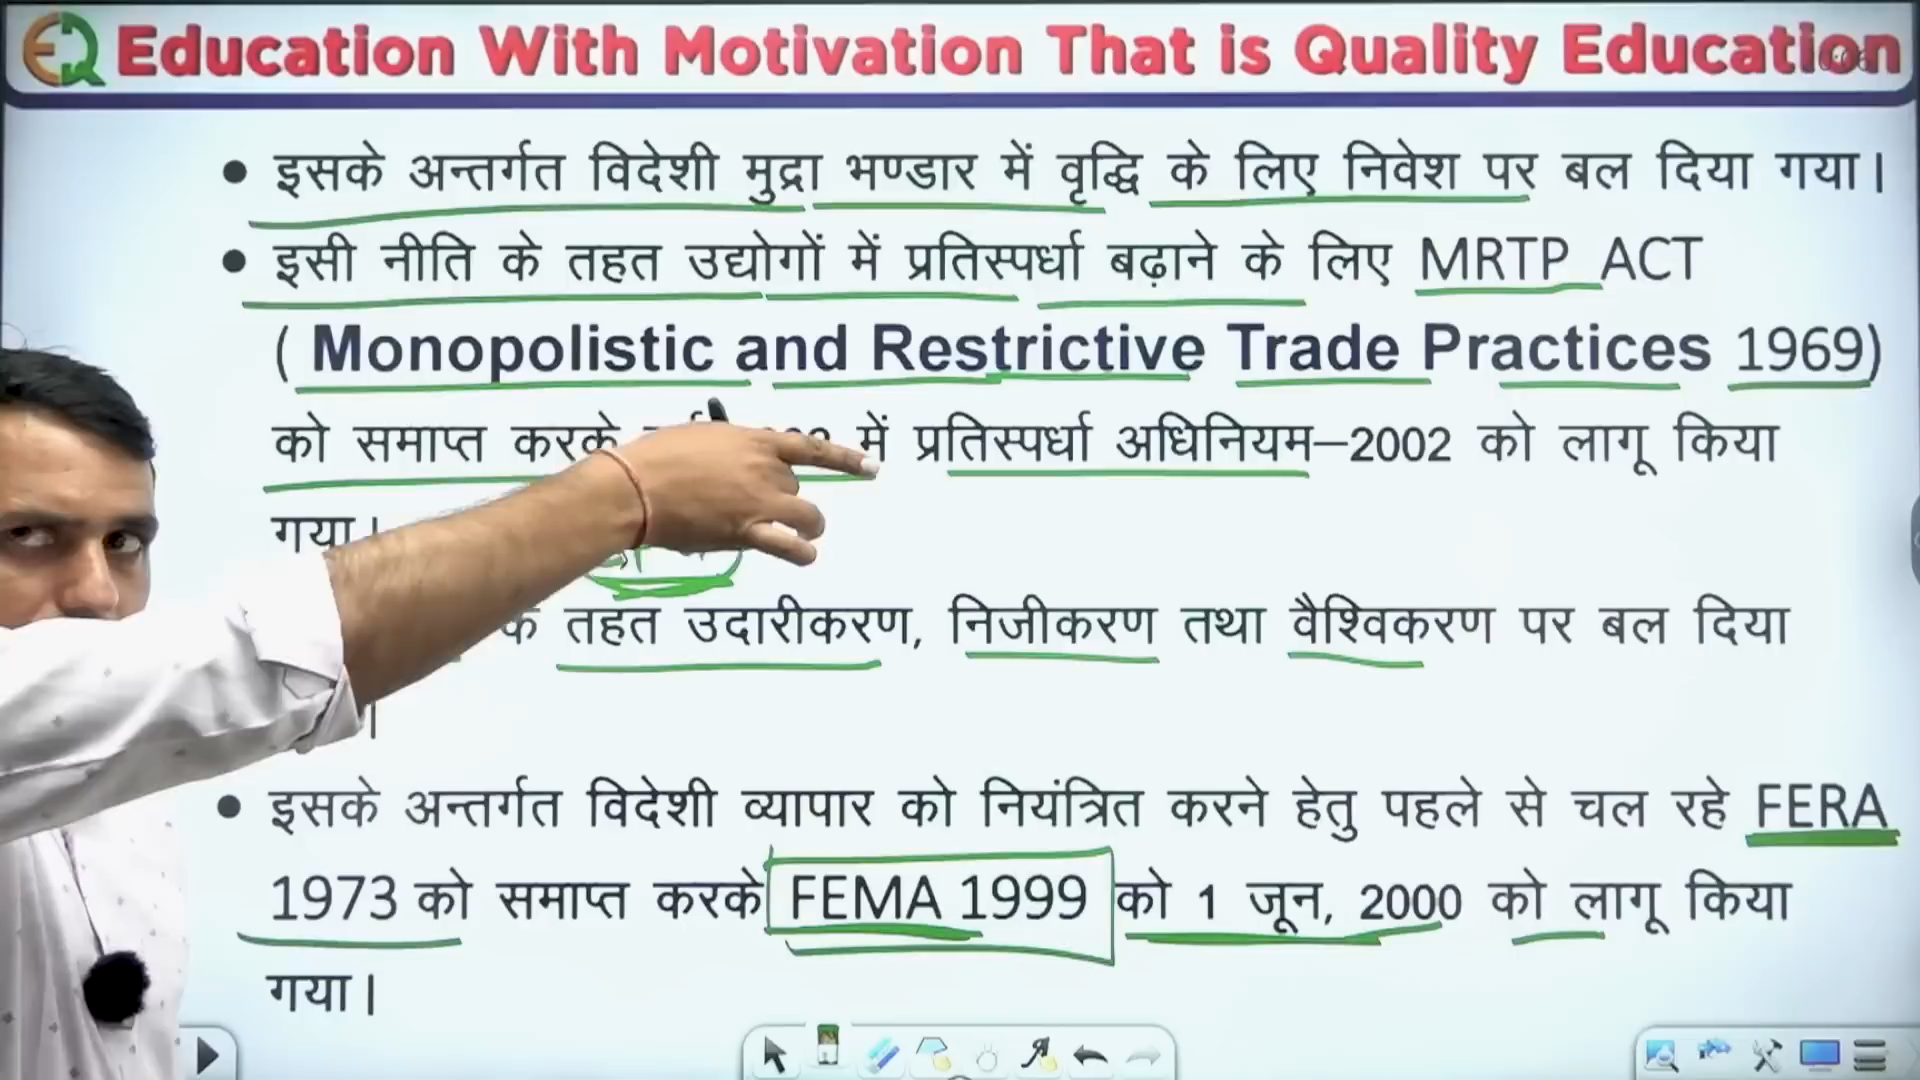 Education With Motivation That is Quality Education
• इसके अन्तर्गत विदेशी मुद्रा भण्डार में वृद्धि के लिए निवेश पर बल दिया गया।
• इसी नीति के तहत उद्योगों में प्रतिस्पर्धा बढ़ाने के लिए MRTP ACT
( Monopolistic and Restrictive Trade Practices 1969)
को समाप्त करके में प्रतिस्पर्धा अधिनियम–2002 को लागू किया
गया।
तहत उदारीकरण, निजीकरण तथा वैश्विकरण पर बल दिया
• इसके अन्तर्गत विदेशी व्यापार को नियंत्रित करने हेतु पहले से चल रहे FERA
1973 को समाप्त करके FEMA 1999 को 1 जून, 2000 को लागू किया
गया।